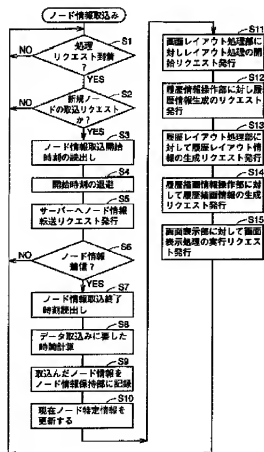 ノード情報取込み
S1
処理
リクエスト到着
?
NO
YES
S2
新規ノー
ドの取込リクエスト
か?
NO
YES
S3
ノード情報取込開始
時刻の読出し
S4
開始時刻の退避
S5
サーバーへノード情報
転送リクエスト発行
S6
ノード情報
着信?
NO
YES
S7
ノード情報取込終了
時刻読出し
S8
データ取込みに要した
時間計算
S9
取込んだノード情報を
ノード情報保持部に記録
S10
現在ノード特定情報を
更新する
S11
画面レイアウト処理部に
対しレイアウト処理の開
始リクエスト発行
S12
履歴情報操作部に対し履
歴情報生成のリクエスト
発行
S13
履歴レイアウト処理部に
対して履歴レイアウト情
報の生成リクエスト発行
S14
履歴描画情報操作部に対
して履歴描画情報の生成
リクエスト発行
S15
画面表示部に対して画面
表示処理の実行リクエス
ト発行